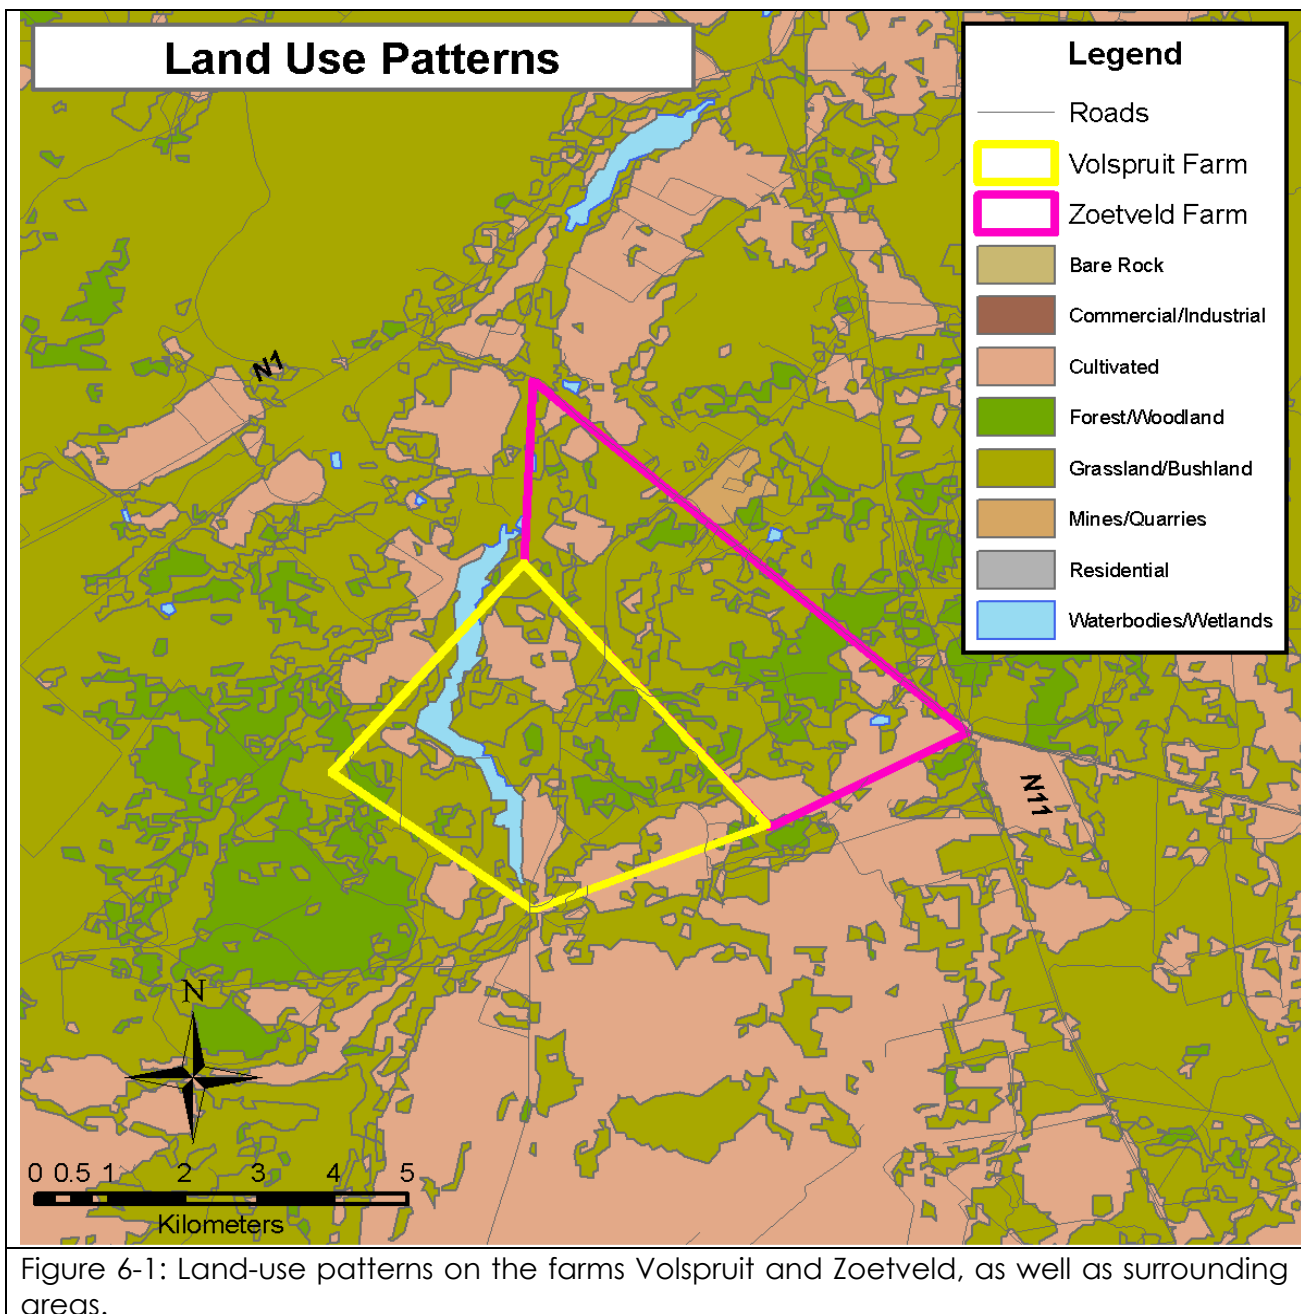 Land Use Patterns
Legend
Roads
Volspruit Farm
Zoetveld Farm
Bare Rock
Commercial/Industrial
Cultivated
Forest/Woodland
Grassland/Bushland
Mines/Quarries
Residential
Waterbodies/Wetlands
N1
N11
N
0 0.5 1 2 3 4 5
Kilometers
Figure 6-1: Land-use patterns on the farms Volspruit and Zoetveld, as well as surrounding
areas.